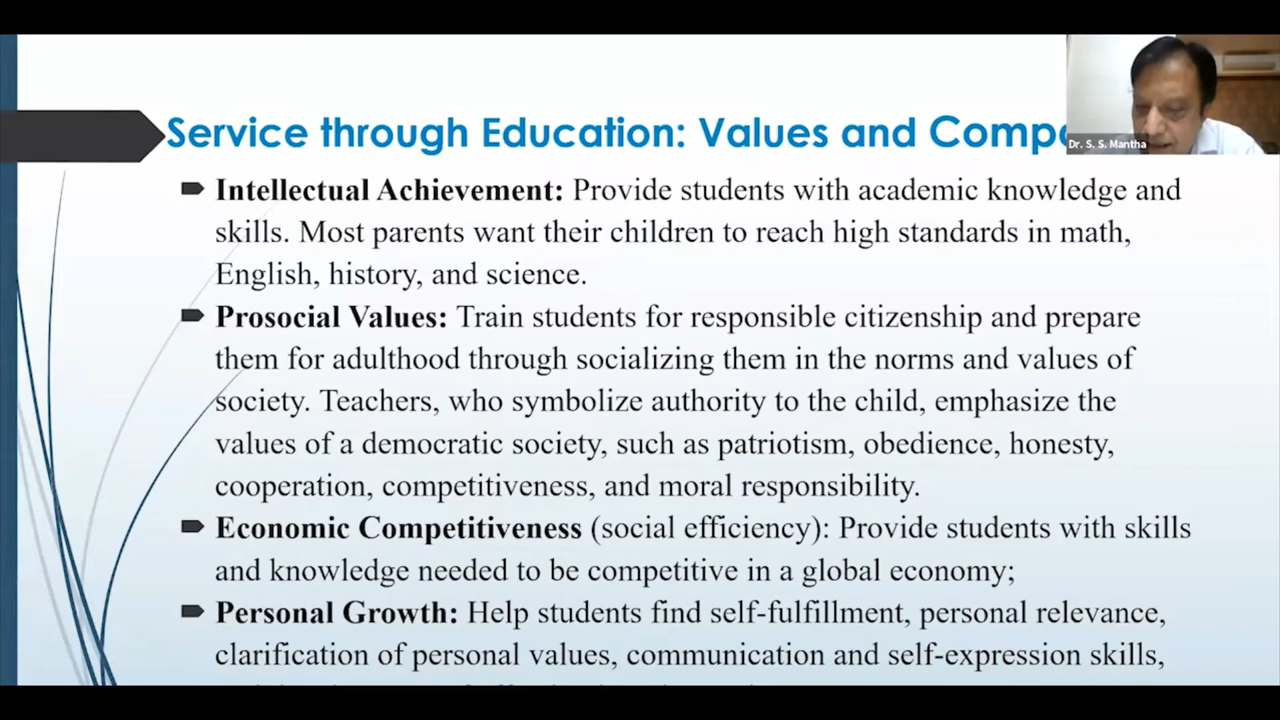 Service through Education: Values and Comp
Dr. S. S. Mantha
Intellectual Achievement: Provide students with academic knowledge and
skills. Most parents want their children to reach high standards in math,
English, history, and science.
Prosocial Values: Train students for responsible citizenship and prepare
them for adulthood through socializing them in the norms and values of
society. Teachers, who symbolize authority to the child, emphasize the
values of a democratic society, such as patriotism, obedience, honesty,
cooperation, competitiveness, and moral responsibility.
Economic Competitiveness (social efficiency): Provide students with skills
and knowledge needed to be competitive in a global economy;
Personal Growth: Help students find self-fulfillment, personal relevance,
clarification of personal values, communication and self-expression skills,